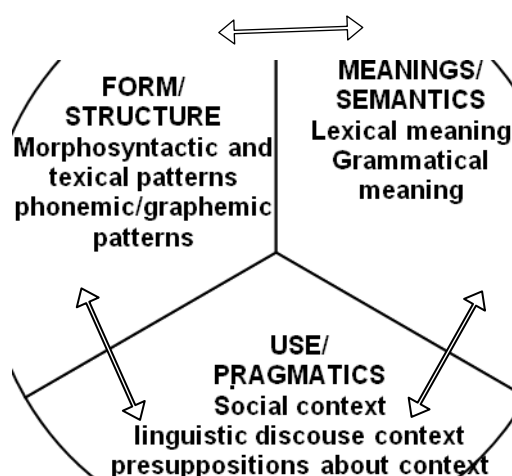 FORM/
STRUCTURE
Morphosyntactic and
texical patterns
phonemic/graphemic
patterns
MEANINGS/
SEMANTICS
Lexical meaning
Grammatical
meaning
USE/
PRAGMATICS
Social context
linguistic discouse context
presuppositions about context